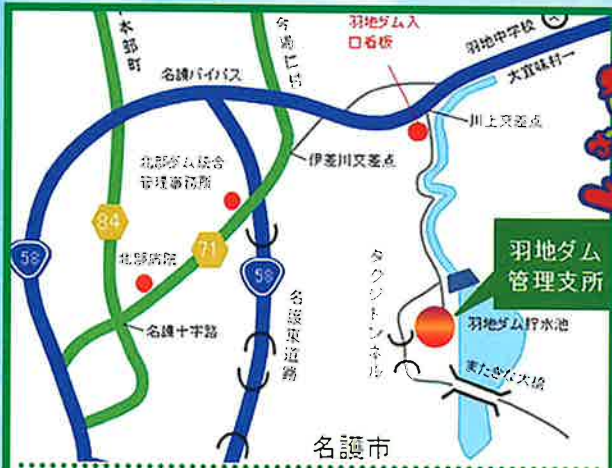 本部町
今帰仁村
羽地ダム入
口看板
羽地中学校
名護バイパス
大宜味村→
川上交差点
伊差川交差点
北部ダム統合
管理事務所
84
71
58
58
北部病院
名護十字路
名護東道路
タクジトンネル
羽地ダム
管理支所
羽地ダム貯水池
またきな大橋
名護市